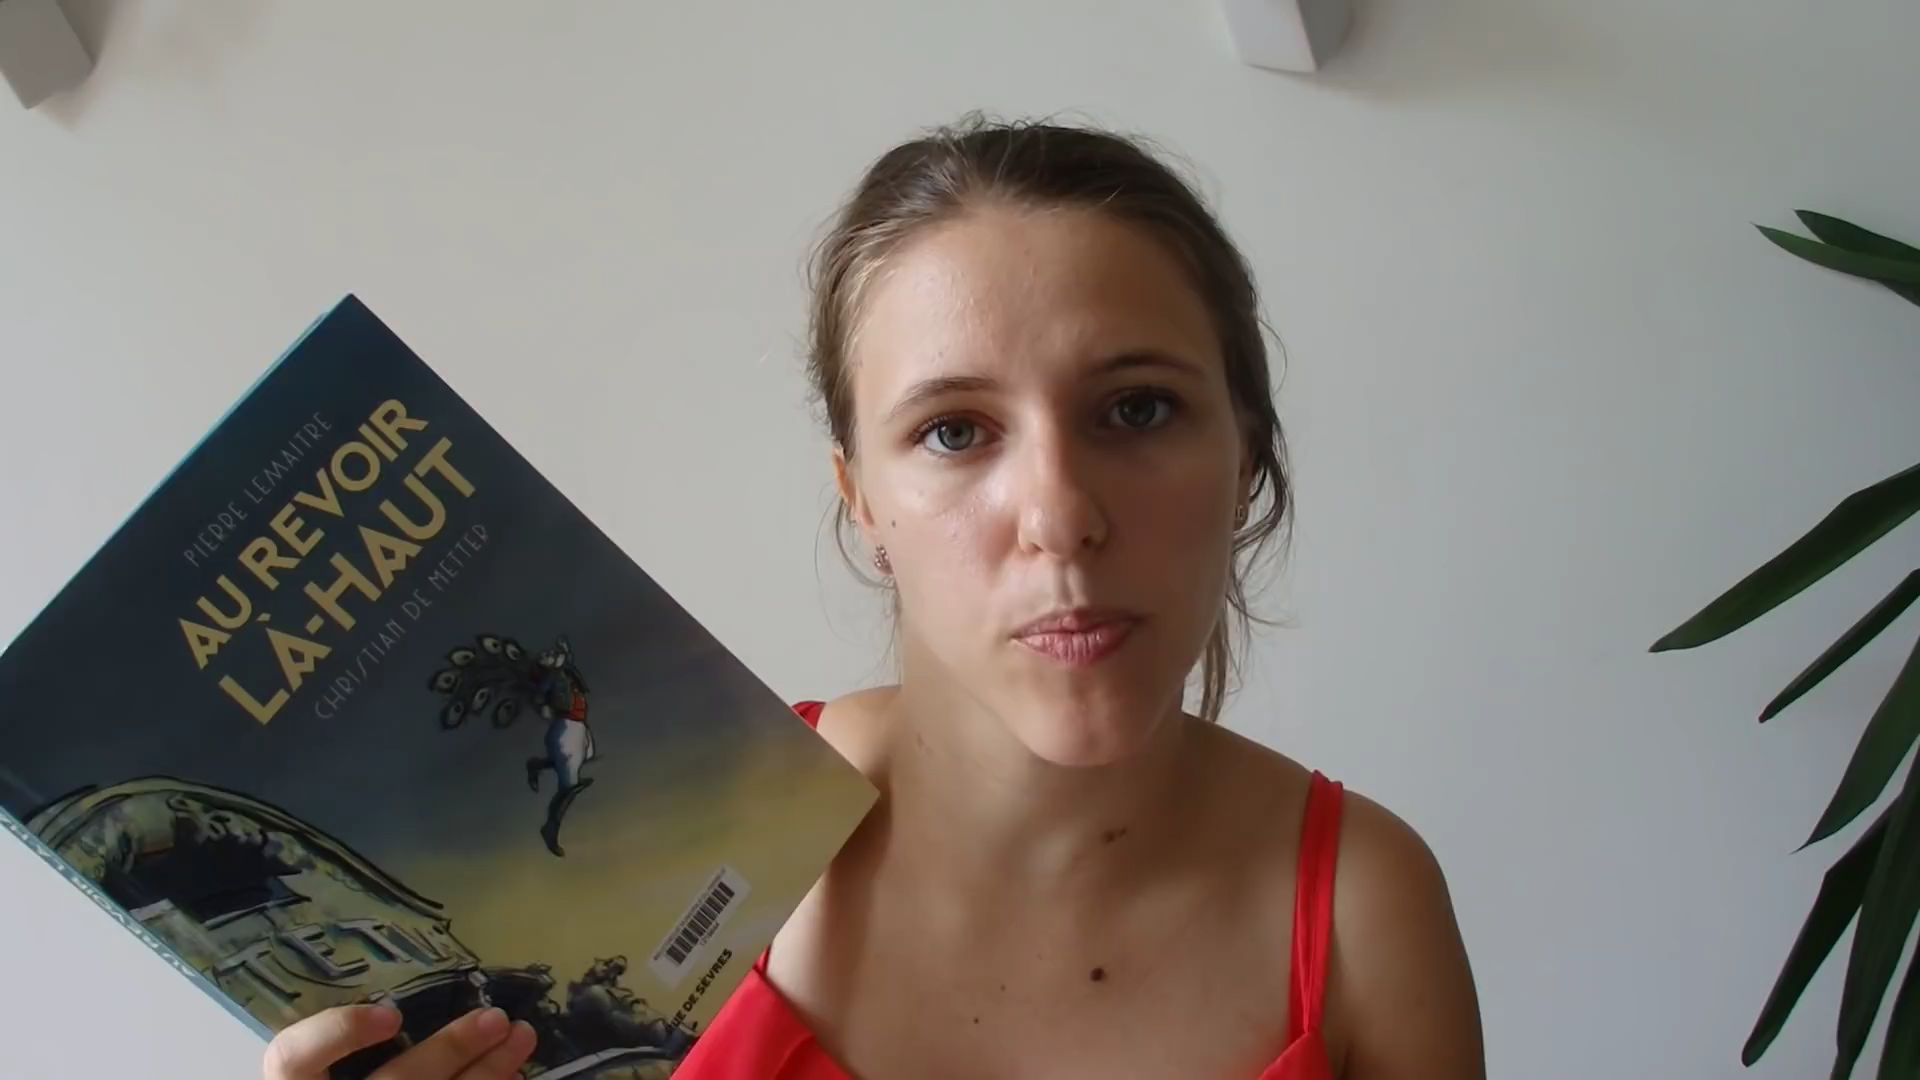 PIERRE LEMAITRE
AU REVOIR
LÀ-HAUT
CHRISTIAN DE METTER
RUE DE SÈVRES